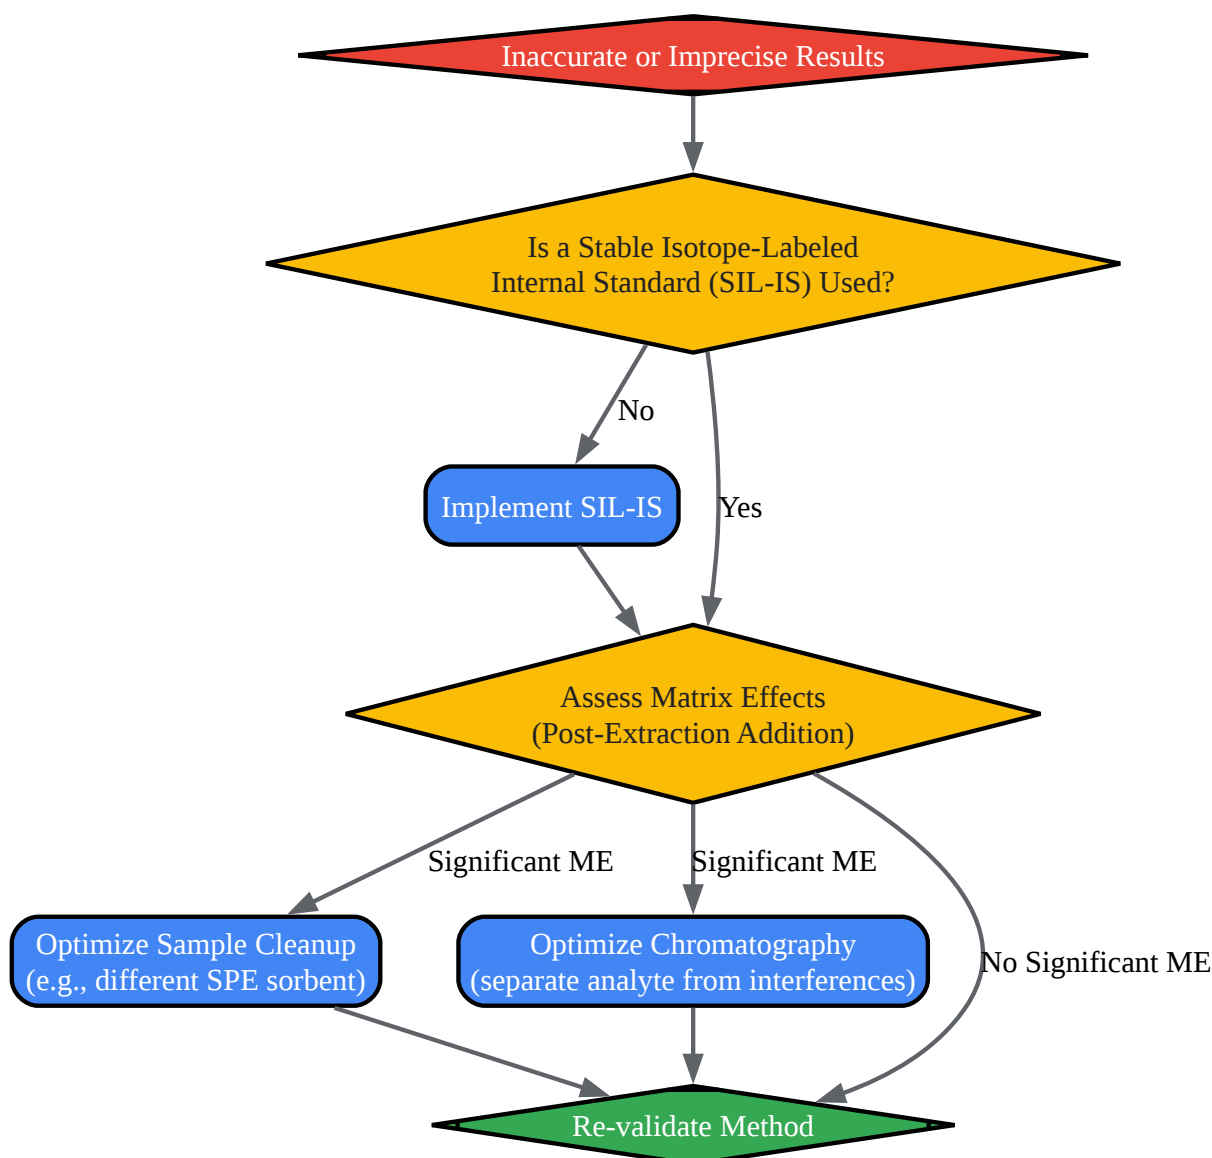 Inaccurate or Imprecise Results
Is a Stable Isotope-Labeled
Internal Standard (SIL-IS) Used?
No
Implement SIL-IS
Yes
Assess Matrix Effects
(Post-Extraction Addition)
Significant ME
Significant ME
Optimize Sample Cleanup
(e.g., different SPE sorbent)
Optimize Chromatography
(separate analyte from interferences)
No Significant ME
Re-validate Method